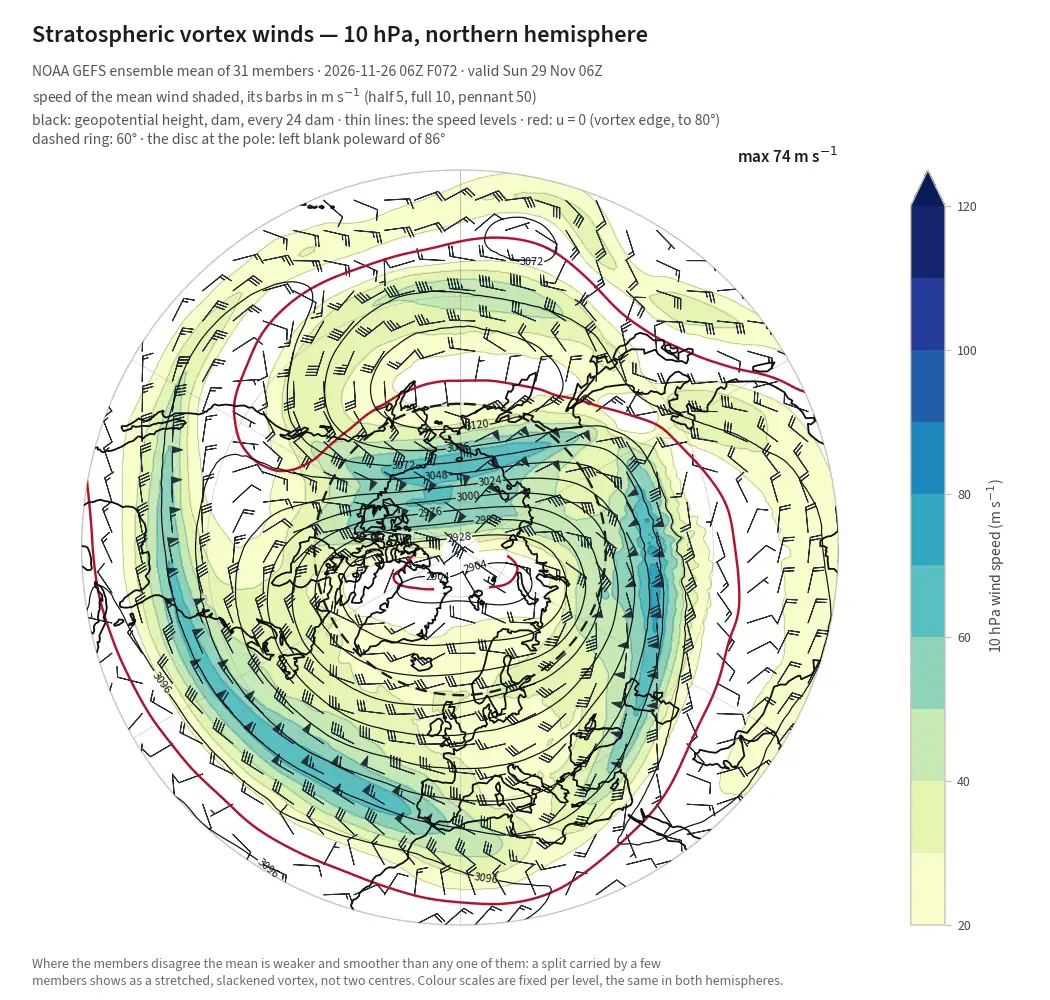 Stratospheric vortex winds — 10 hPa, northern hemisphere
NOAA GEFS ensemble mean of 31 members · 2026-11-26 06Z F072 · valid Sun 29 Nov 06Z
speed of the mean wind shaded, its barbs in m s⁻¹ (half 5, full 10, pennant 50)
black: geopotential height, dam, every 24 dam · thin lines: the speed levels · red: u = 0 (vortex edge, to 80°)
dashed ring: 60° · the disc at the pole: left blank poleward of 86°
max 74 m s⁻¹
120
100
80
60
40
20
10 hPa wind speed (m s⁻¹)
3072
3120
3072
3048
3024
3000
2976
2928
2904
2904
3096
3096
3096
Where the members disagree the mean is weaker and smoother than any one of them: a split carried by a few
members shows as a stretched, slackened vortex, not two centres. Colour scales are fixed per level, the same in both hemispheres.